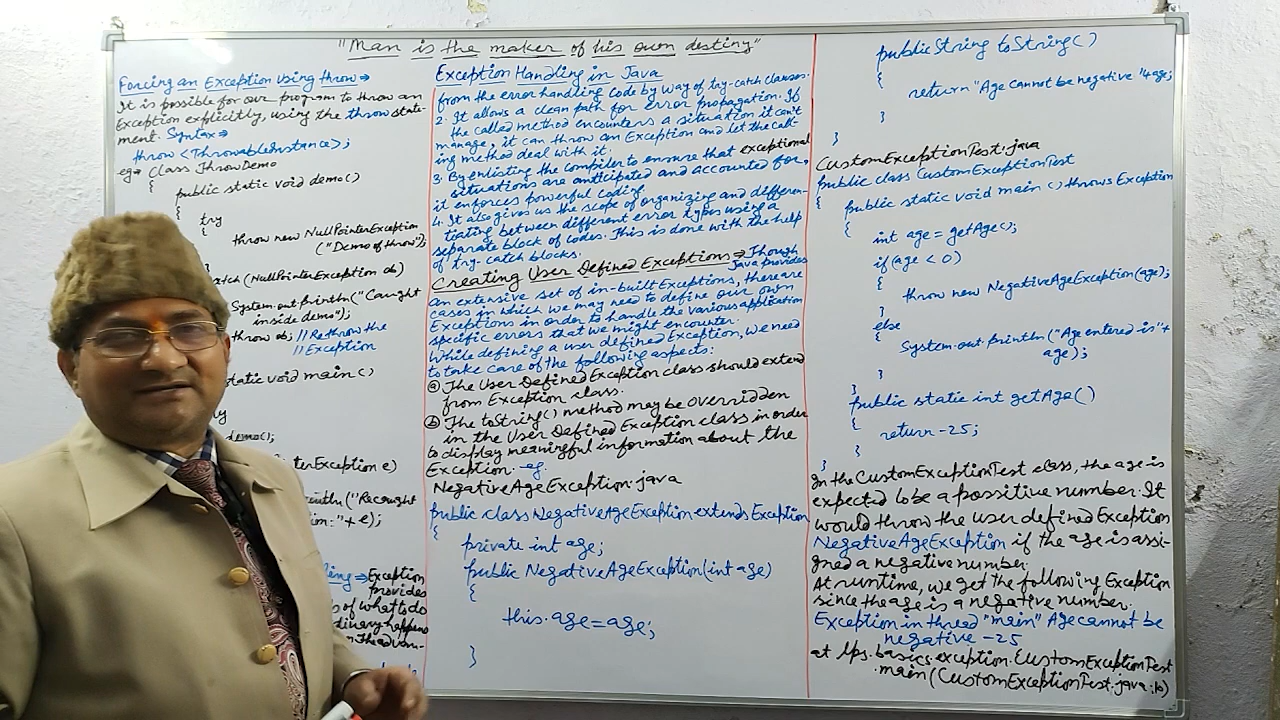 "Man is the maker of his own destiny"
Forcing an Exception using throw ⇒
It is possible for our program to throw an
Exception explicitly, using the throw state-
ment. Syntax ⇒
throw <ThrowableInstance>;
eg ⇒ class ThrowDemo
{
public static void demo()
{
try
throw new NullPointerException
("Demo of throw");
(NullPointerException ob)
System.out.println("Caught
inside demo");
throw ob; // Rethrow the
// Exception
static void main()
demo();
Exception e)
("Recaught
"+ e);
⇒ Exception
provides
of what to do
happens
Exception Handling in Java
from the error handling code by way of try-catch clauses.
2. It allows a clean path for error propagation. If
the called method encounters a situation it can't
manage, it can throw an Exception and let the call-
ing method deal with it.
3. By enlisting the compiler to ensure that exceptional
situations are anticipated and accounted for,
it enforces powerful coding.
4. It also gives us the scope of organizing and differen-
tiating between different error types using a
separate block of codes. This is done with the help
of try-catch blocks.
Creating User Defined Exceptions ⇒ Though
Java provides
an extensive set of in-built Exceptions, there are
cases in which we may need to define our own
Exceptions in order to handle the various application
specific errors that we might encounter.
While defining a user defined Exception, we need
to take care of the following aspects:
(a) The User Defined Exception class should extend
from Exception class.
(b) The toString() method may be overridden
in the User Defined Exception class in order
to display meaningful information about the
Exception. eg.
NegativeAgeException.java
public class NegativeAgeException extends Exception
{
private int age;
public NegativeAgeException(int age)
{
this.age=age;
}
public String toString()
{
return "Age cannot be negative "+age;
}
}
CustomExceptionTest.java
public class CustomExceptionTest
{
public static void main () throws Exception
{
int age = getAge();
if (age < 0)
{
throw new NegativeAgeException(age);
}
else
{
System.out.println("Age entered is"+
age);
}
}
public static int getAge()
{
return -25;
}
}
In the CustomExceptionTest class, the age is
expected to be a possitive number. It
would throw the user defined Exception
NegativeAgeException if the age is assi-
gned a negative number.
At runtime, we get the following Exception
since the age is a negative number.
Exception in thread "main" Age cannot be
negative -25
at lps.basics.exception.CustomExceptionTest
.main(CustomExceptionTest.java:10)